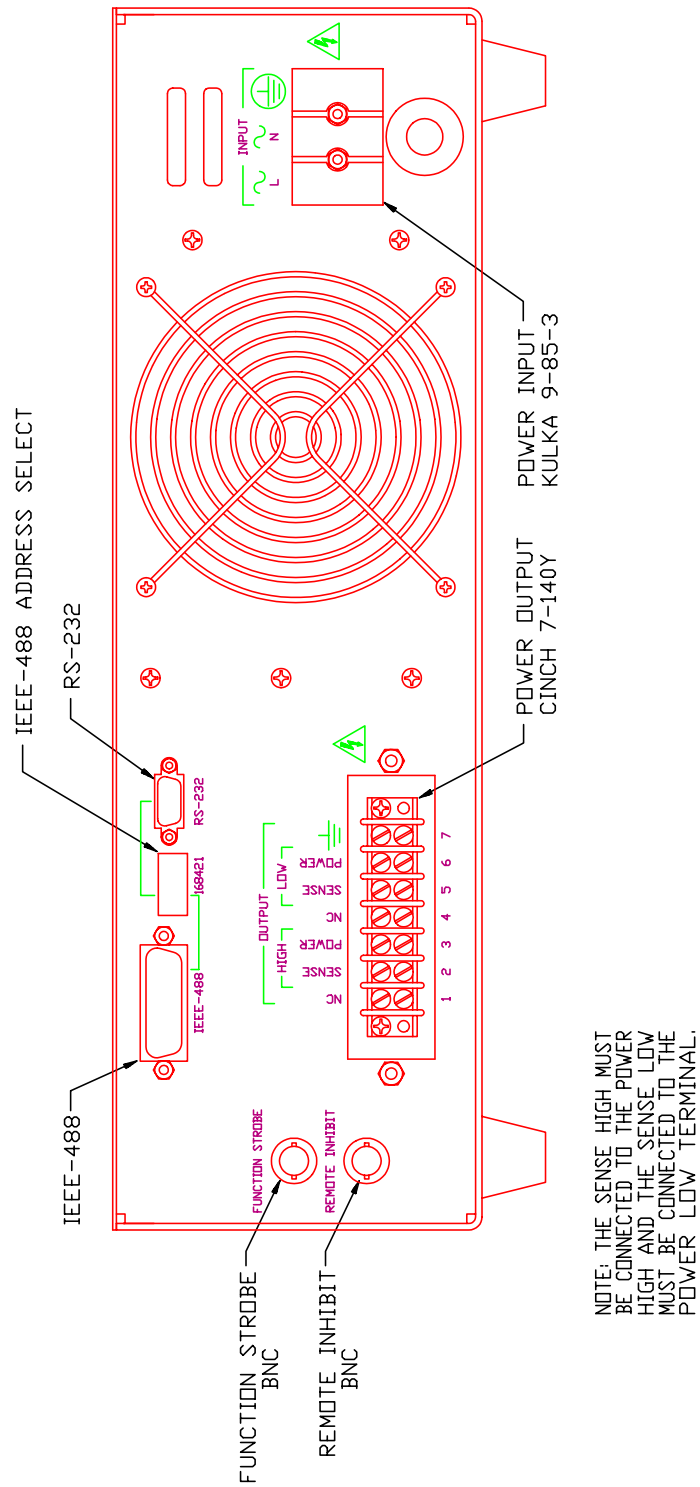 IEEE-488
IEEE-488 ADDRESS SELECT
RS-232
IEEE-488
168421
RS-232
INPUT
L N
FUNCTION STROBE
REMOTE INHIBIT
OUTPUT
HIGH LOW
NC SENSE POWER NC SENSE POWER
1 2 3 4 5 6 7
FUNCTION STROBE
BNC
REMOTE INHIBIT
BNC
POWER OUTPUT
CINCH 7-140Y
POWER INPUT
KULKA 9-85-3
NOTE: THE SENSE HIGH MUST
BE CONNECTED TO THE POWER
HIGH AND THE SENSE LOW
MUST BE CONNECTED TO THE
POWER LOW TERMINAL.